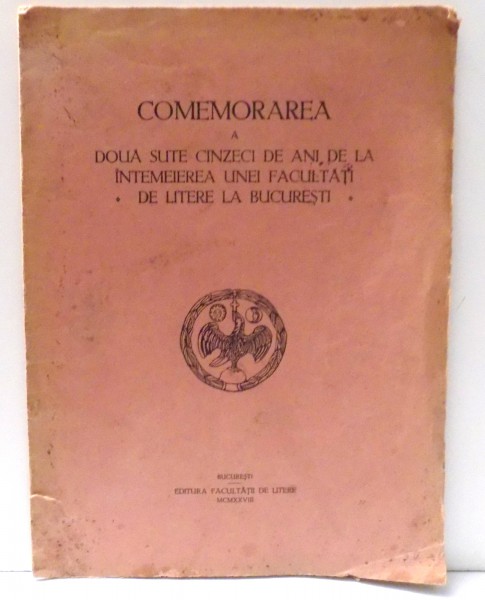 COMEMORAREA
A
DOUĂ SUTE CINZECI DE ANI, DE LA
ÎNTEMEIEREA UNEI FACULTĂȚI
• DE LITERE LA BUCUREȘTI •
BUCUREȘTI
EDITURA FACULTĂȚII DE LITERE
MCMXXVIII